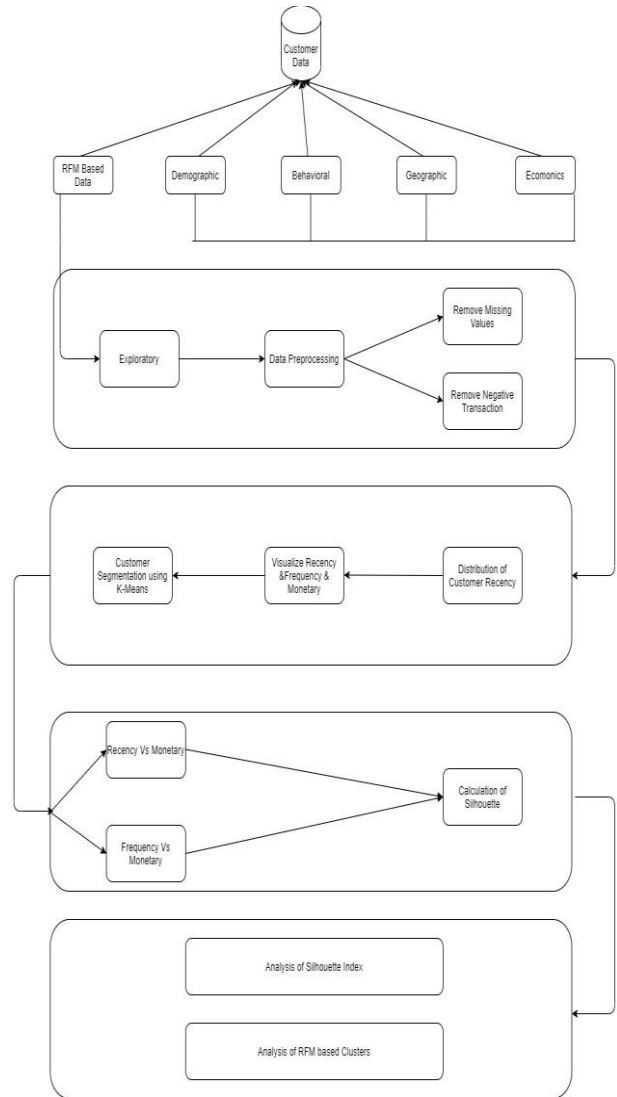 Customer
Data
RFM Based
Data
Demographic
Behavioral
Geographic
Ecomonics
Exploratory
Data Preprocessing
Remove Missing
Values
Remove Negative
Transaction
Customer
Segmentation using
K-Means
Visualize Recency
&Frequency &
Monetary
Distribution of
Customer Recency
Recency Vs Monetary
Frequency Vs
Monetary
Calculation of
Silhouette
Analysis of Silhouette Index
Analysis of RFM based Clusters